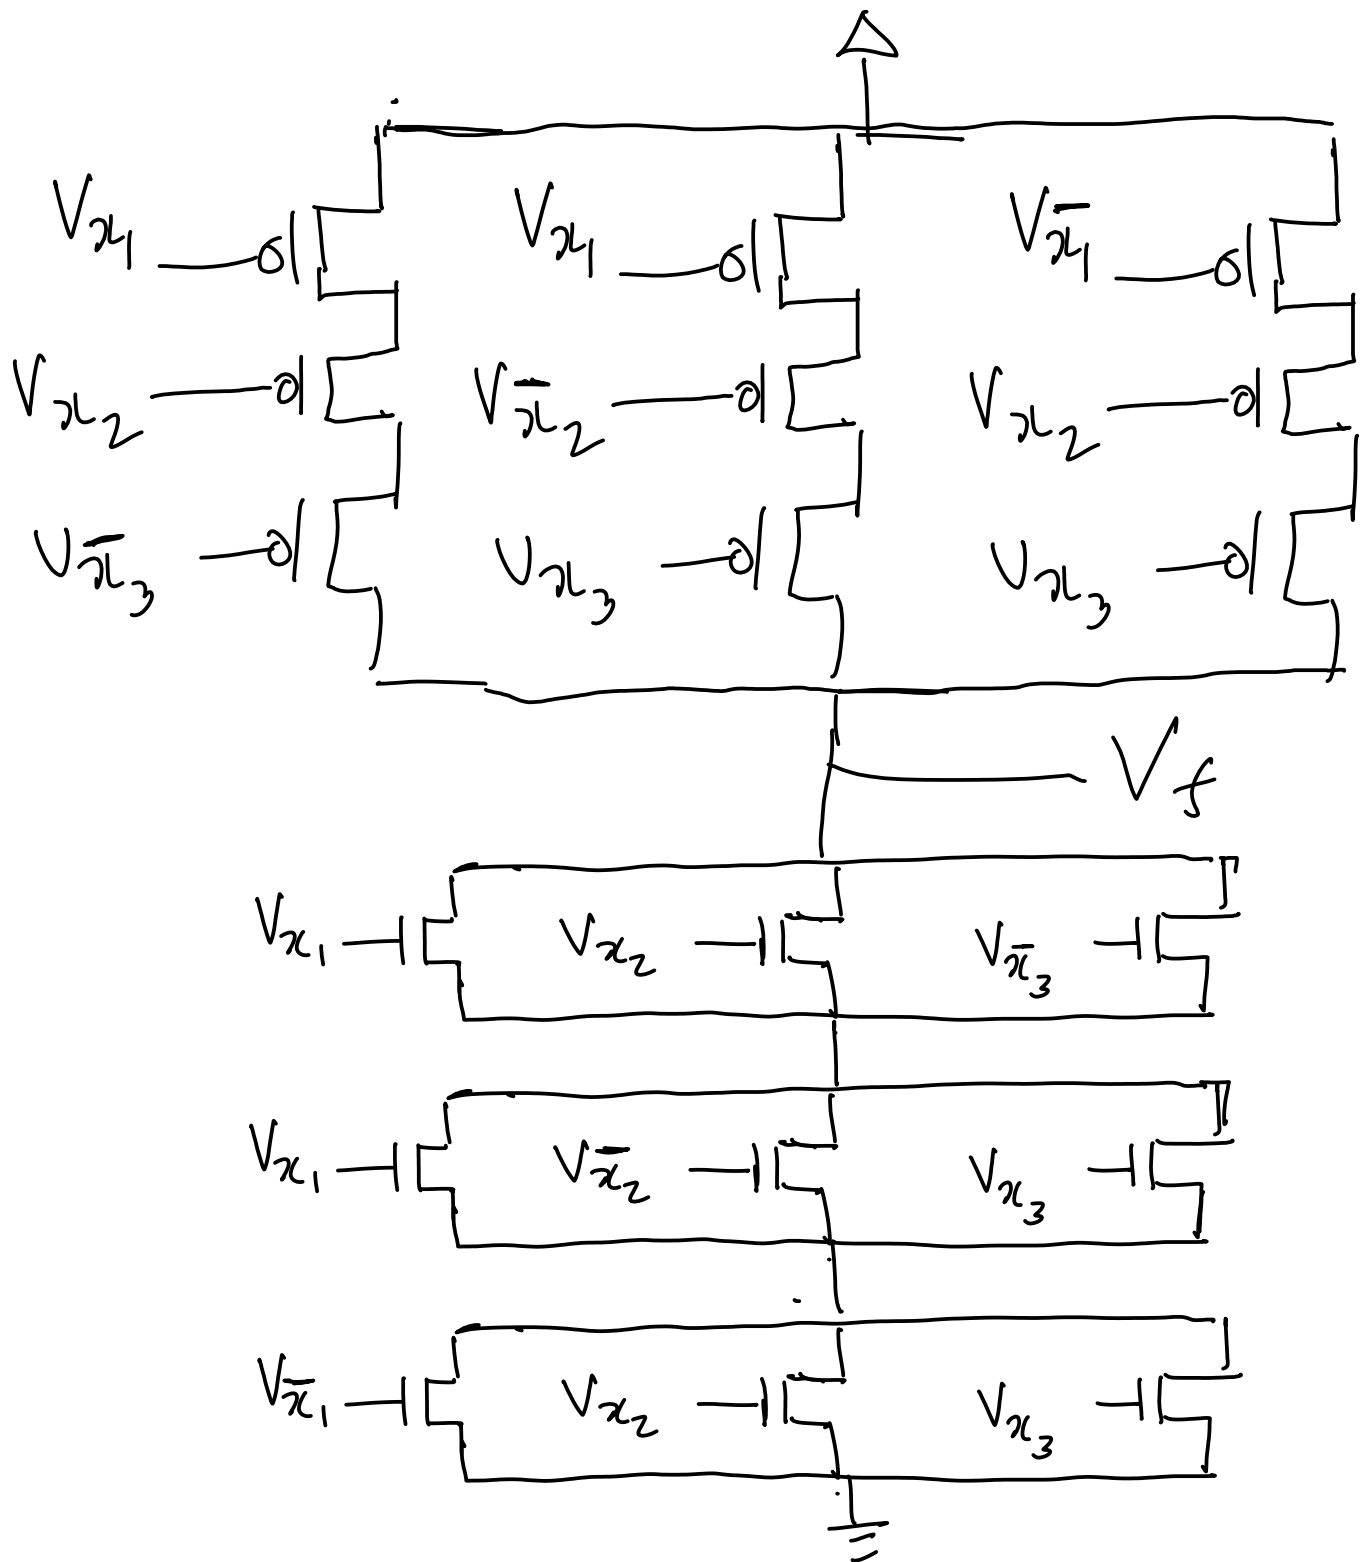 Vx₁ Vx₁ Vx̄₁
Vx₂ Vx̄₂ Vx₂
Vx̄₃ Vx₃ Vx₃
Vf
Vx₁ Vx₂ Vx̄₃
Vx₁ Vx̄₂ Vx₃
Vx̄₁ Vx₂ Vx₃